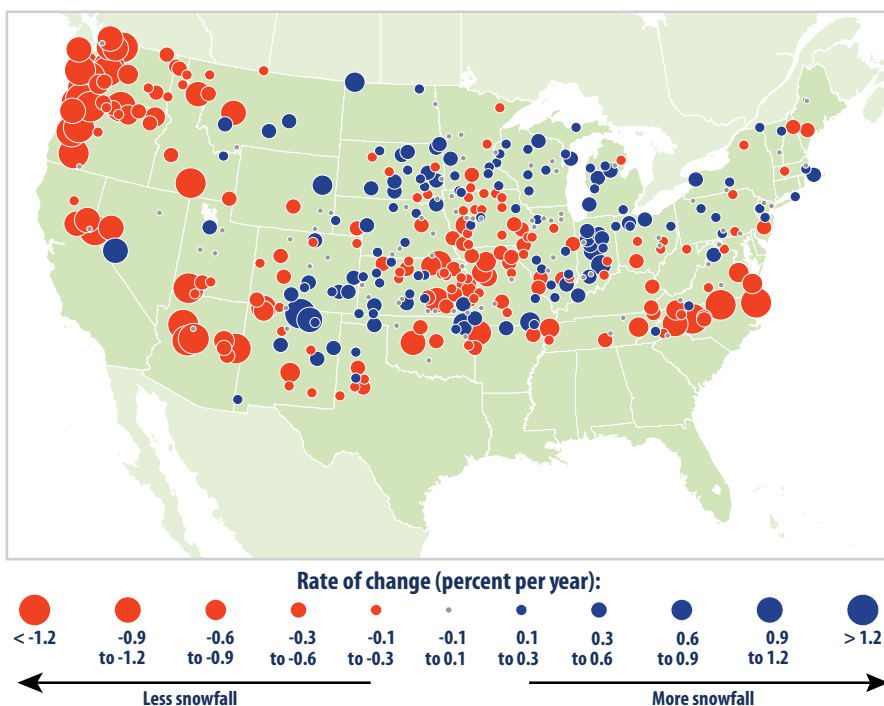 Rate of change (percent per year):
< -1.2 -0.9 -0.6 -0.3 -0.1 -0.1 0.1 0.3 0.6 0.9 > 1.2
to -1.2 to -0.9 to -0.6 to -0.3 to 0.1 to 0.3 to 0.6 to 0.9 to 1.2
Less snowfall More snowfall